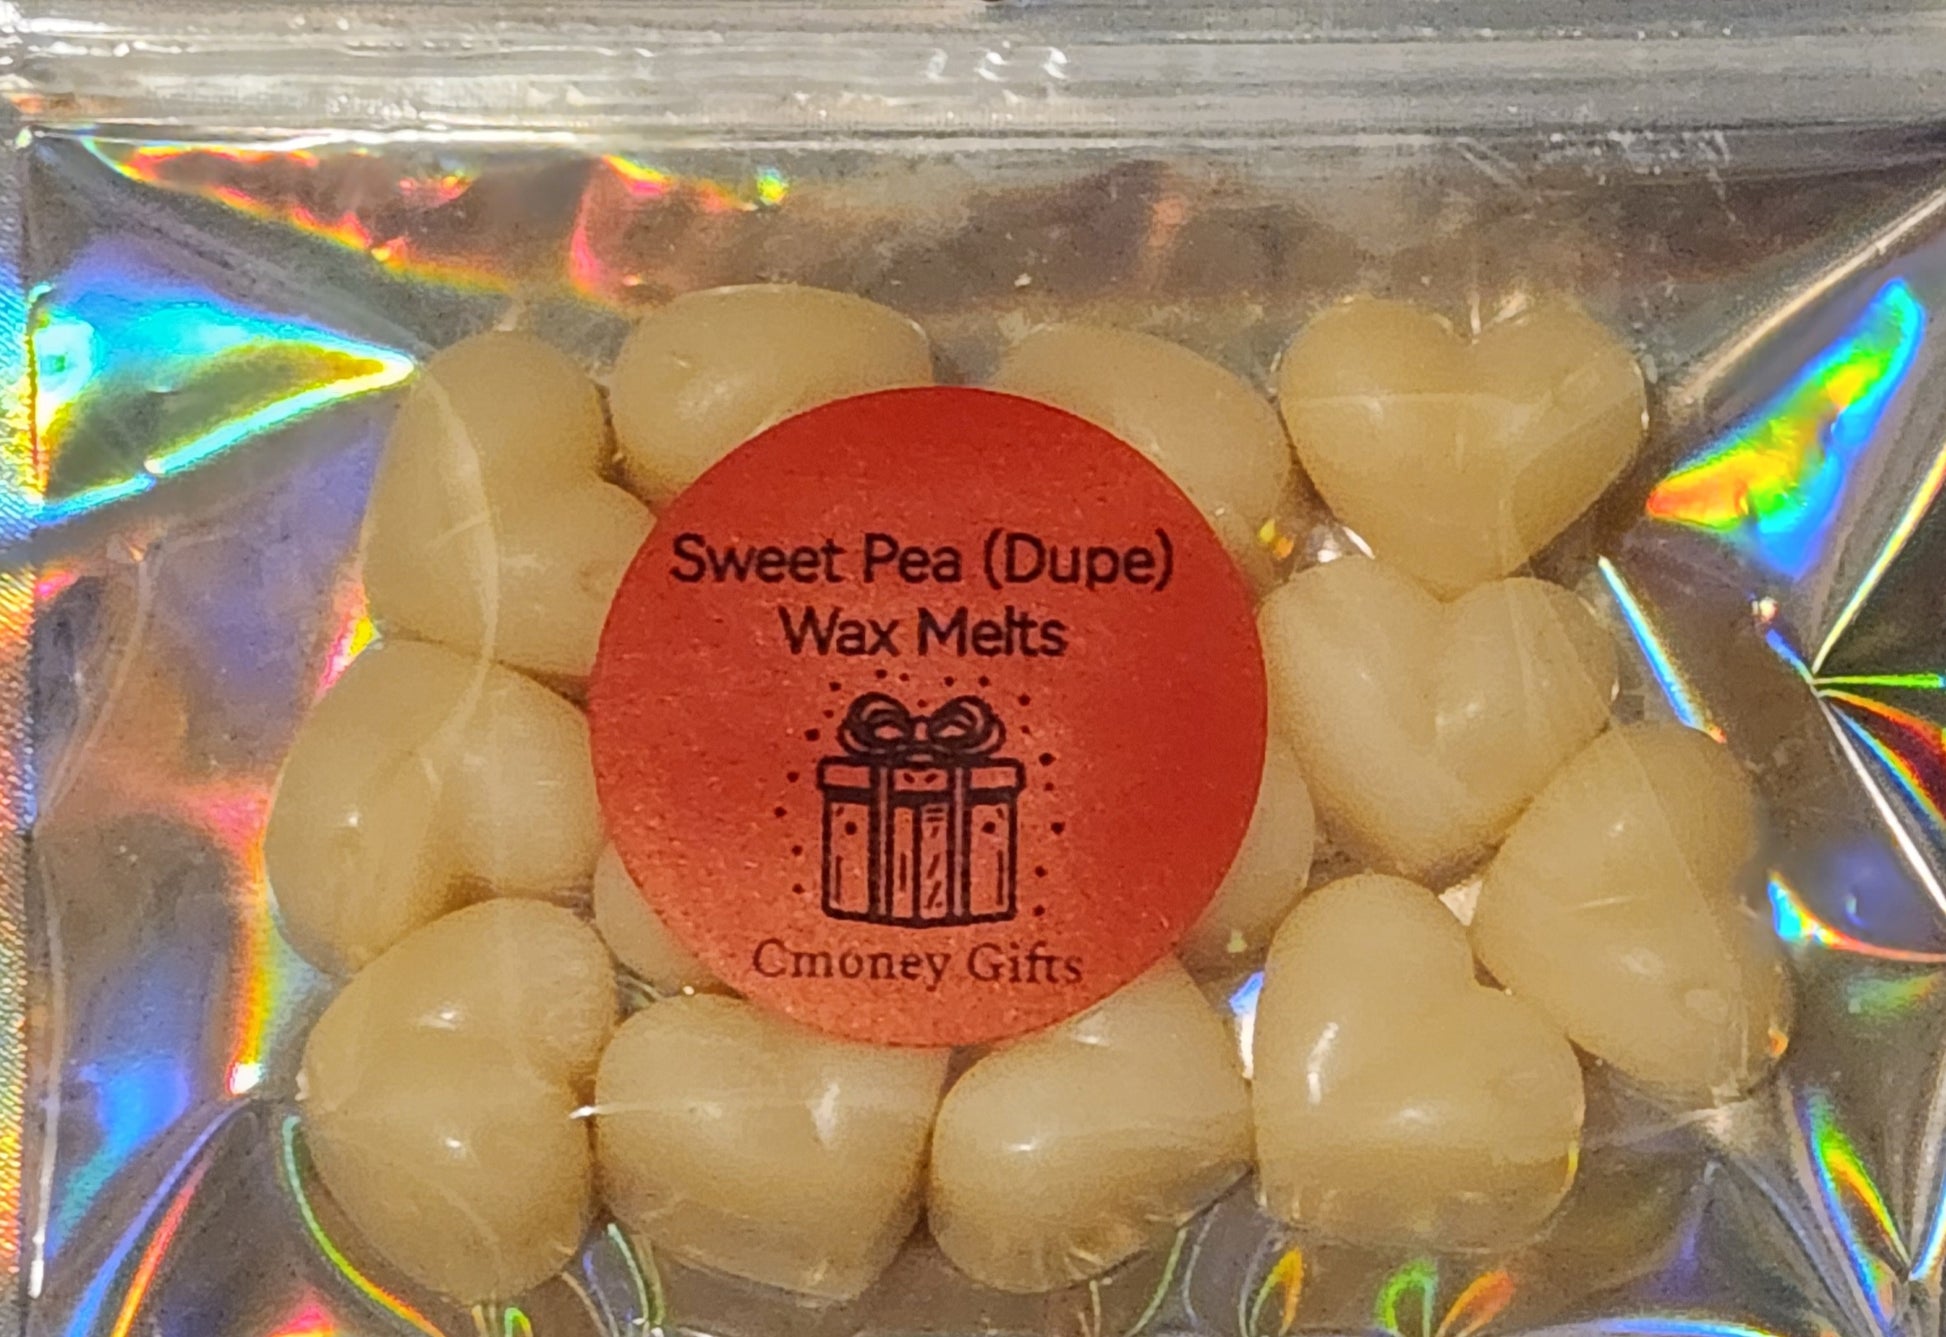 Sweet Pea (Dupe)
Wax Melts
Cmoney Gifts